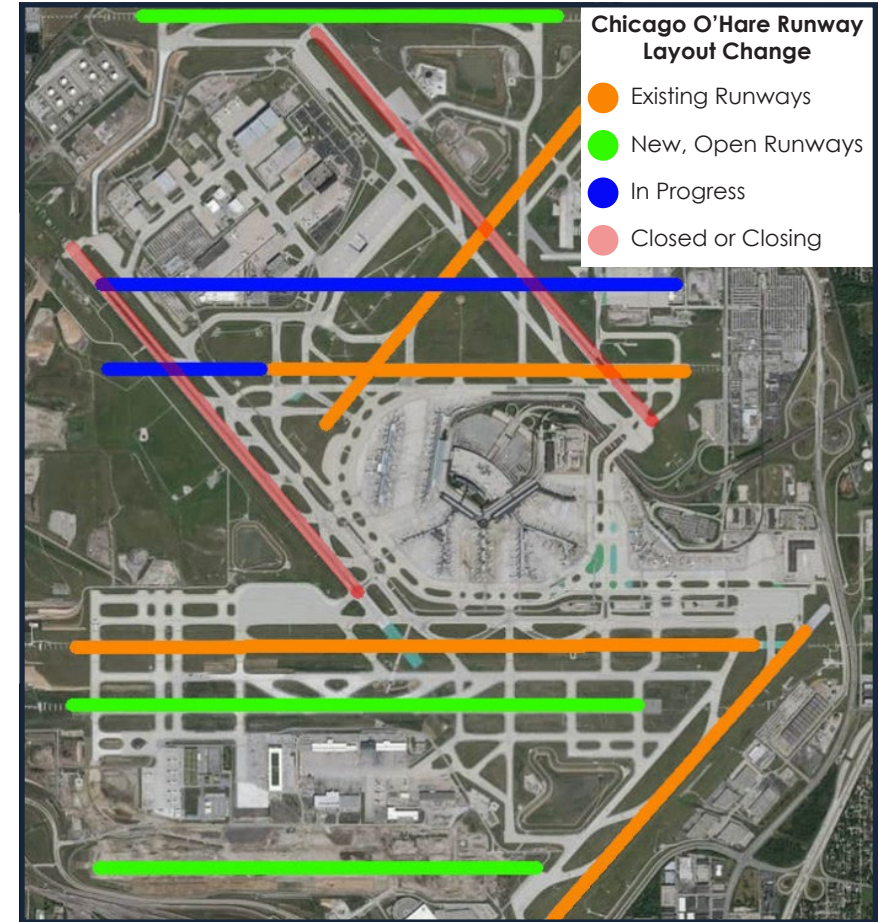 Chicago O'Hare Runway
Layout Change
Existing Runways
New, Open Runways
In Progress
Closed or Closing